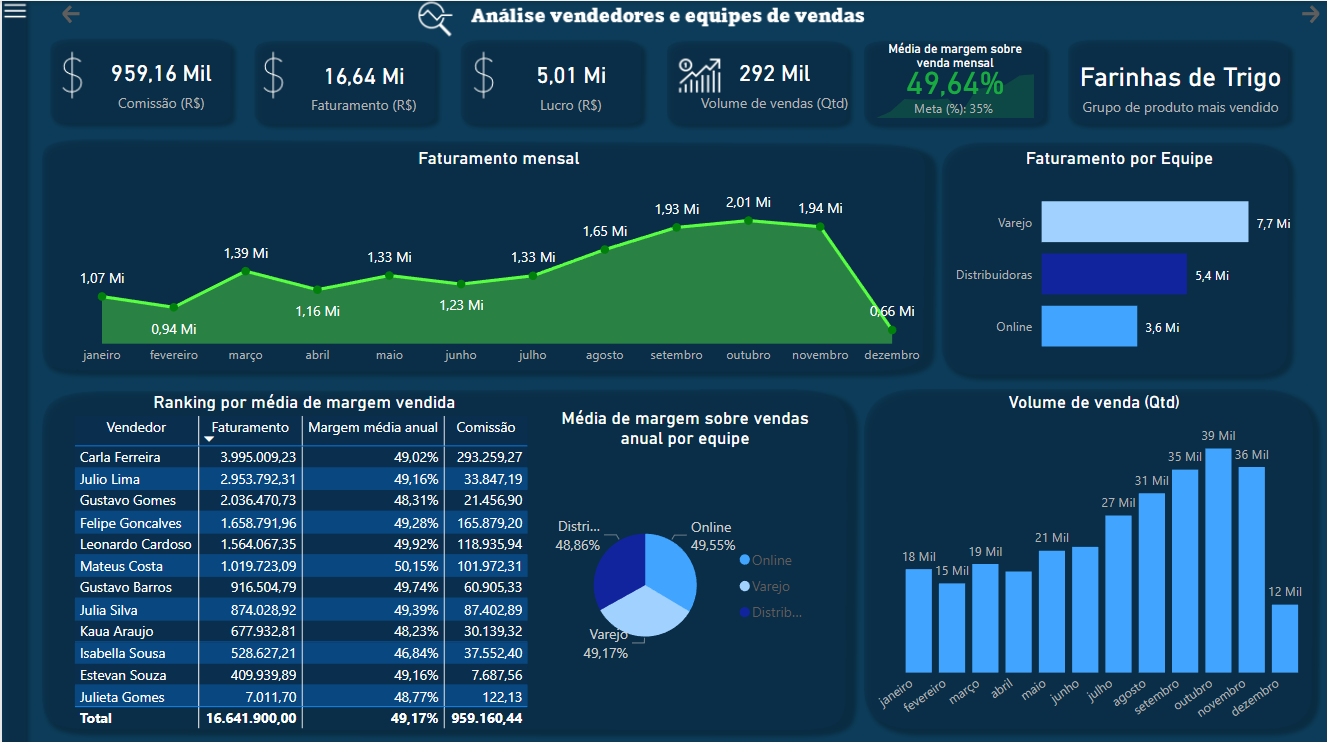 Análise vendedores e equipes de vendas
959,16 Mil
Comissão (R$)
16,64 Mi
Faturamento (R$)
5,01 Mi
Lucro (R$)
292 Mil
Volume de vendas (Qtd)
Média de margem sobre
venda mensal
49,64%
Meta (%): 35%
Farinhas de Trigo
Grupo de produto mais vendido
Faturamento mensal
1,07 Mi
0,94 Mi
1,39 Mi
1,16 Mi
1,33 Mi
1,23 Mi
1,33 Mi
1,65 Mi
1,93 Mi
2,01 Mi
1,94 Mi
0,66 Mi
janeiro fevereiro março abril maio junho julho agosto setembro outubro novembro dezembro
Faturamento por Equipe
Varejo 7,7 Mi
Distribuidoras 5,4 Mi
Online 3,6 Mi
Ranking por média de margem vendida
Vendedor Faturamento Margem média anual Comissão
Carla Ferreira 3.995.009,23 49,02% 293.259,27
Julio Lima 2.953.792,31 49,16% 33.847,19
Gustavo Gomes 2.036.470,73 48,31% 21.456,90
Felipe Goncalves 1.658.791,96 49,28% 165.879,20
Leonardo Cardoso 1.564.067,35 49,92% 118.935,94
Mateus Costa 1.019.723,09 50,15% 101.972,31
Gustavo Barros 916.504,79 49,74% 60.905,33
Julia Silva 874.028,92 49,39% 87.402,89
Kaua Araujo 677.932,81 48,23% 30.139,32
Isabella Sousa 528.627,21 46,84% 37.552,40
Estevan Souza 409.939,89 49,16% 7.687,56
Julieta Gomes 7.011,70 48,77% 122,13
Total 16.641.900,00 49,17% 959.160,44
Média de margem sobre vendas
anual por equipe
Distri...
48,86%
Online
49,55%
Varejo
49,17%
Online
Varejo
Distrib...
Volume de venda (Qtd)
18 Mil
15 Mil
19 Mil
21 Mil
27 Mil
31 Mil
35 Mil
39 Mil
36 Mil
12 Mil
janeiro fevereiro março abril maio junho julho agosto setembro outubro novembro dezembro